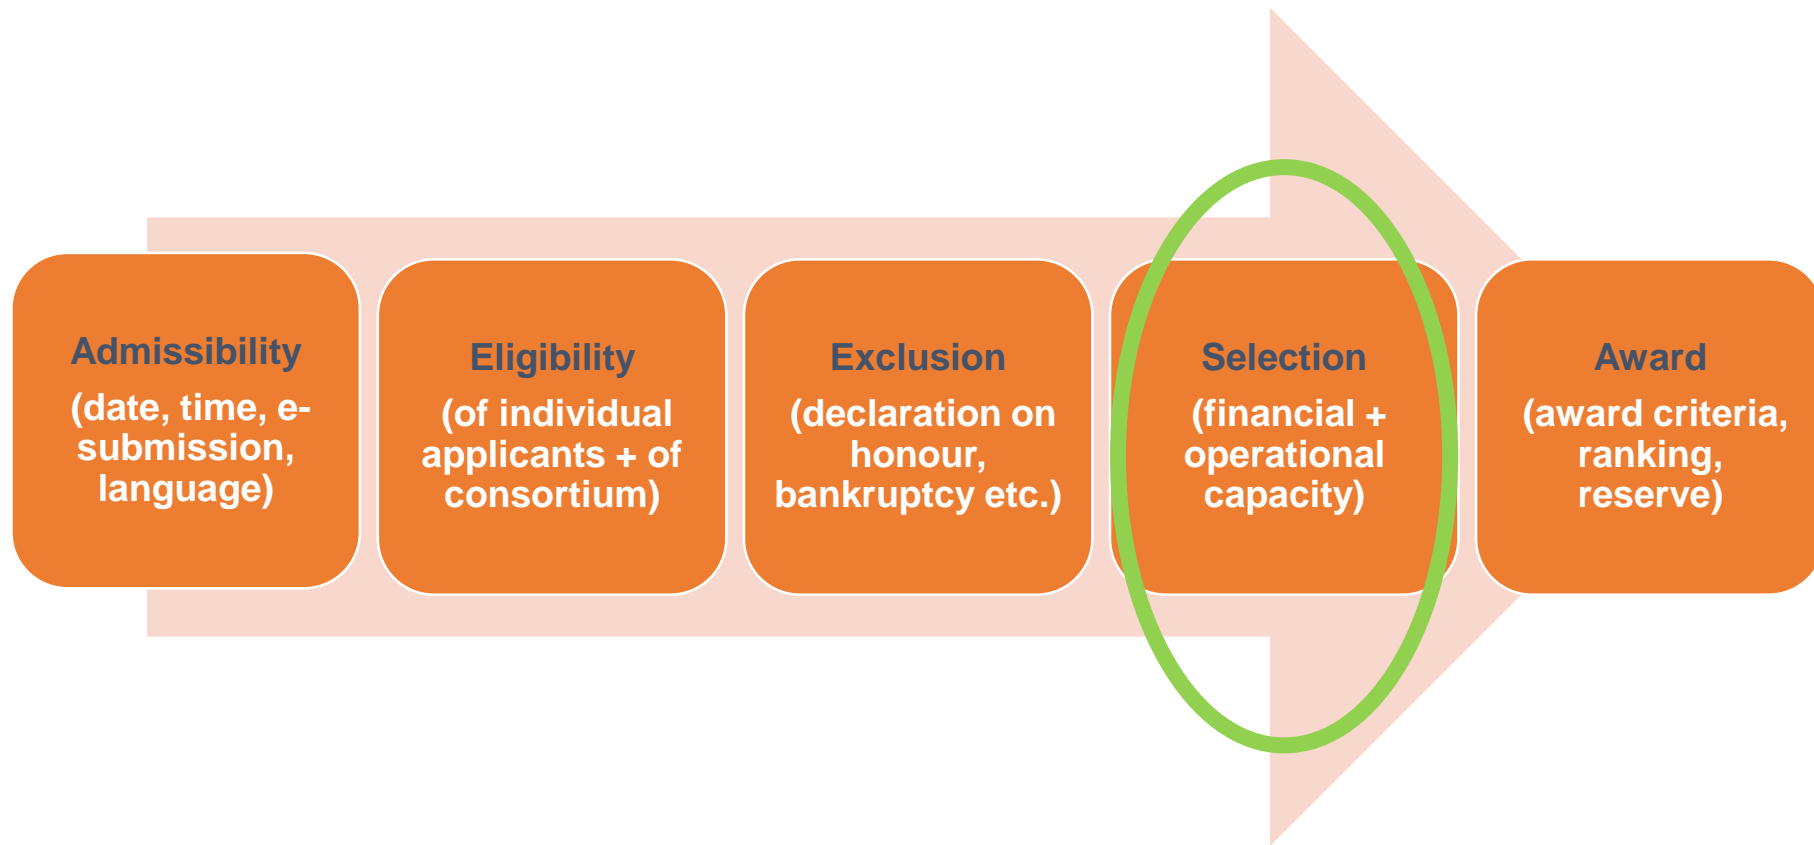 Admissibility
(date, time, e-
submission,
language)
Eligibility
(of individual
applicants + of
consortium)
Exclusion
(declaration on
honour,
bankruptcy etc.)
Selection
(financial +
operational
capacity)
Award
(award criteria,
ranking,
reserve)